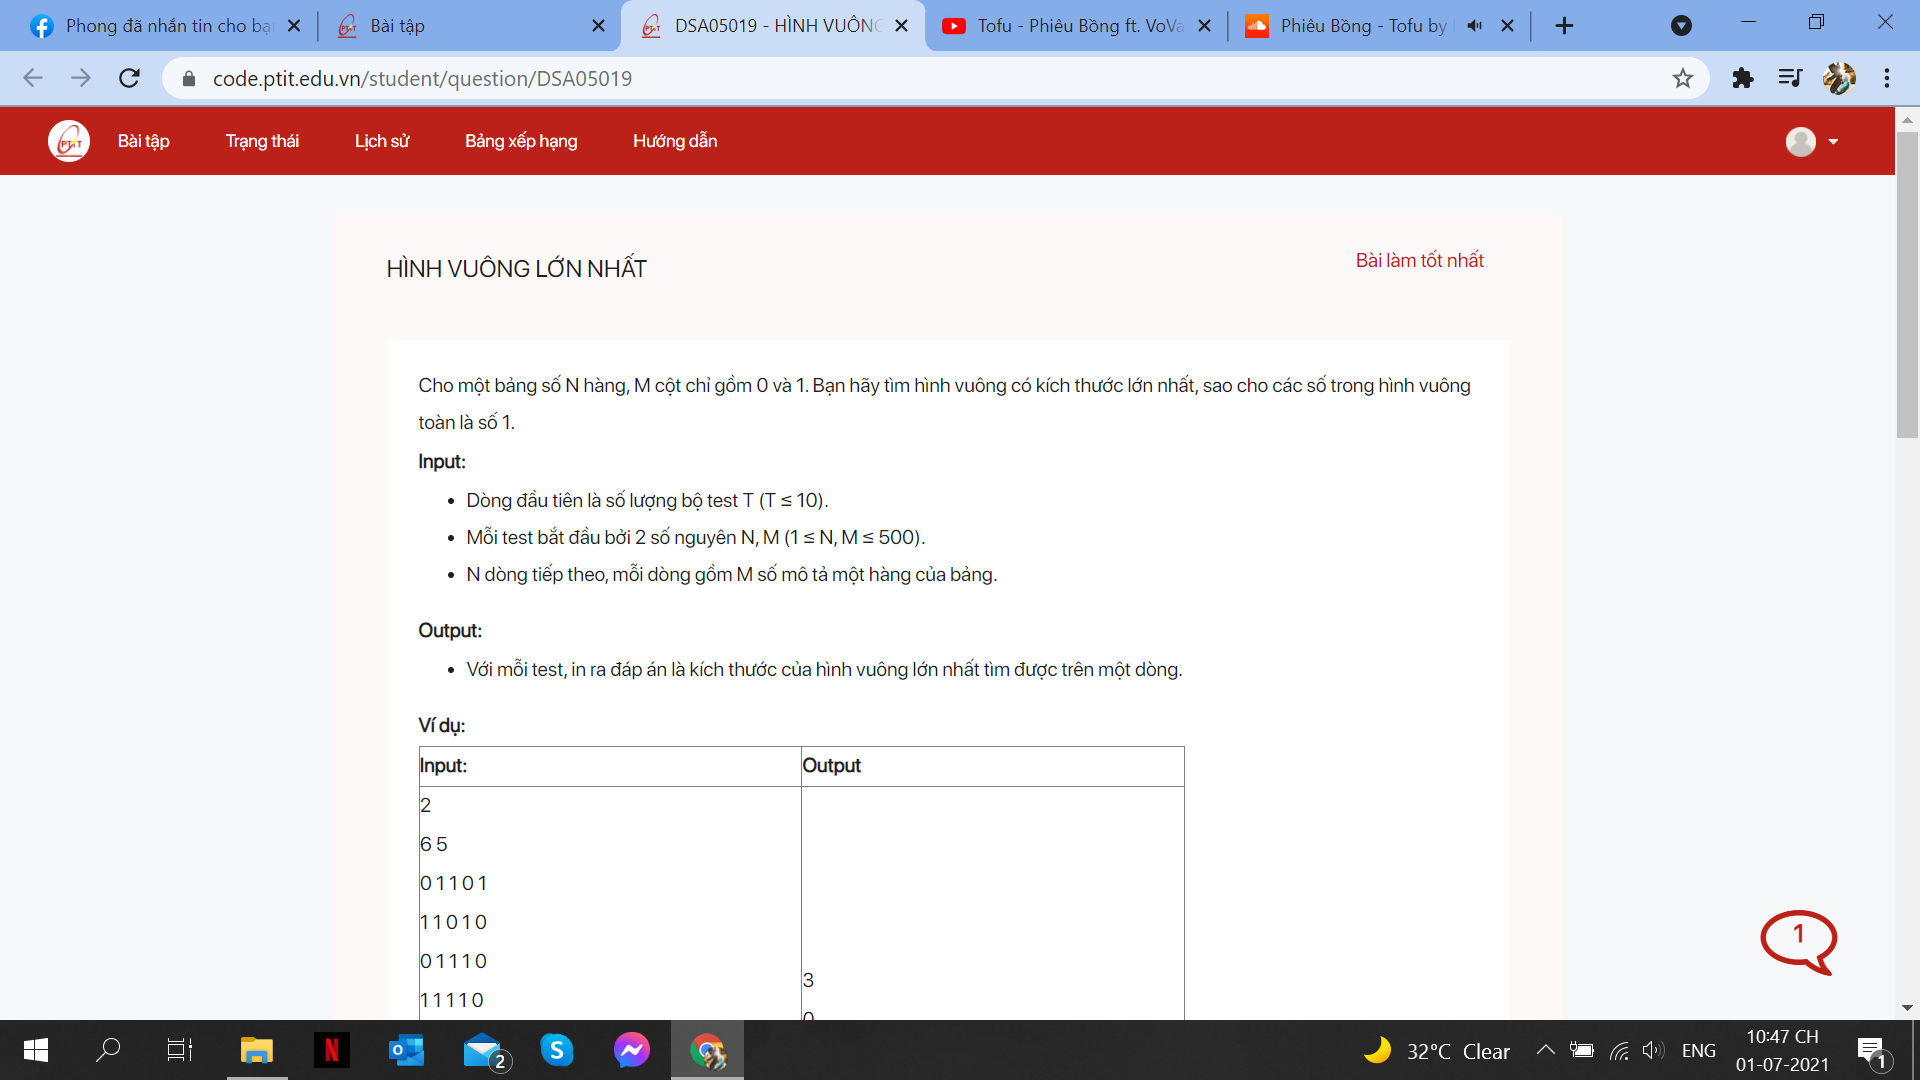 Phong đã nhắn tin cho bạ
Bài tập
DSA05019 - HÌNH VUÔNG
Tofu - Phiêu Bồng ft. VoVa
Phiêu Bồng - Tofu by
code.ptit.edu.vn/student/question/DSA05019
PTIT
Bài tập
Trạng thái
Lịch sử
Bảng xếp hạng
Hướng dẫn
HÌNH VUÔNG LỚN NHẤT
Bài làm tốt nhất
Cho một bảng số N hàng, M cột chỉ gồm 0 và 1. Bạn hãy tìm hình vuông có kích thước lớn nhất, sao cho các số trong hình vuông
toàn là số 1.
Input:
• Dòng đầu tiên là số lượng bộ test T (T ≤ 10).
• Mỗi test bắt đầu bởi 2 số nguyên N, M (1 ≤ N, M ≤ 500).
• N dòng tiếp theo, mỗi dòng gồm M số mô tả một hàng của bảng.
Output:
• Với mỗi test, in ra đáp án là kích thước của hình vuông lớn nhất tìm được trên một dòng.
Ví dụ:
Input:
Output
2
6 5
0 1 1 0 1
1 1 0 1 0
0 1 1 1 0
1 1 1 1 0
3
0
1
N
2
S
32°C Clear
ENG
10:47 CH
01-07-2021
1